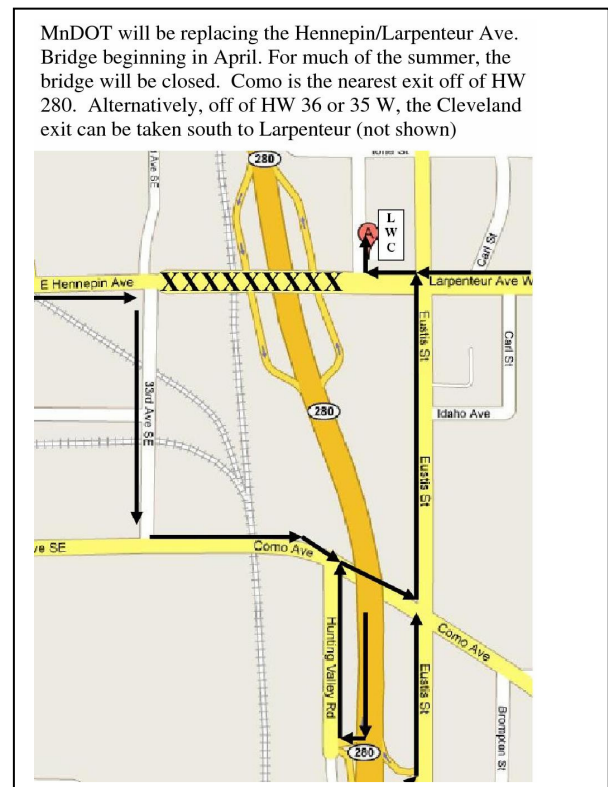 MnDOT will be replacing the Hennepin/Larpenteur Ave.
Bridge beginning in April. For much of the summer, the
bridge will be closed. Como is the nearest exit off of HW
280. Alternatively, off of HW 36 or 35 W, the Cleveland
exit can be taken south to Larpenteur (not shown)
280
Ave SE
L
W
C
A
Carl St
E Hennepin Ave
XXXXXXXXX
Larpenteur Ave W
Eustis St
Carl St
33rd Ave SE
280
Idaho Ave
Eustis St
ve SE
Como Ave
Como Ave
Hunting Valley Rd
Eustis St
Brompton St
280